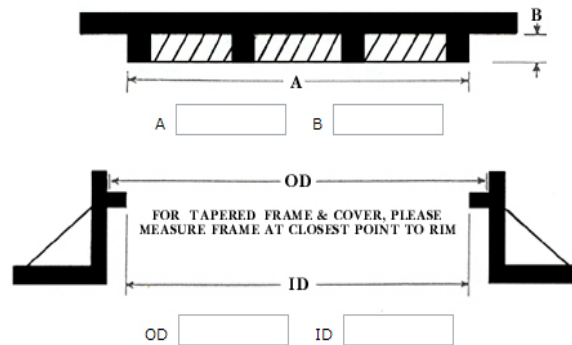 B
A
A B
OD
FOR TAPERED FRAME & COVER, PLEASE
MEASURE FRAME AT CLOSEST POINT TO RIM
ID
OD ID